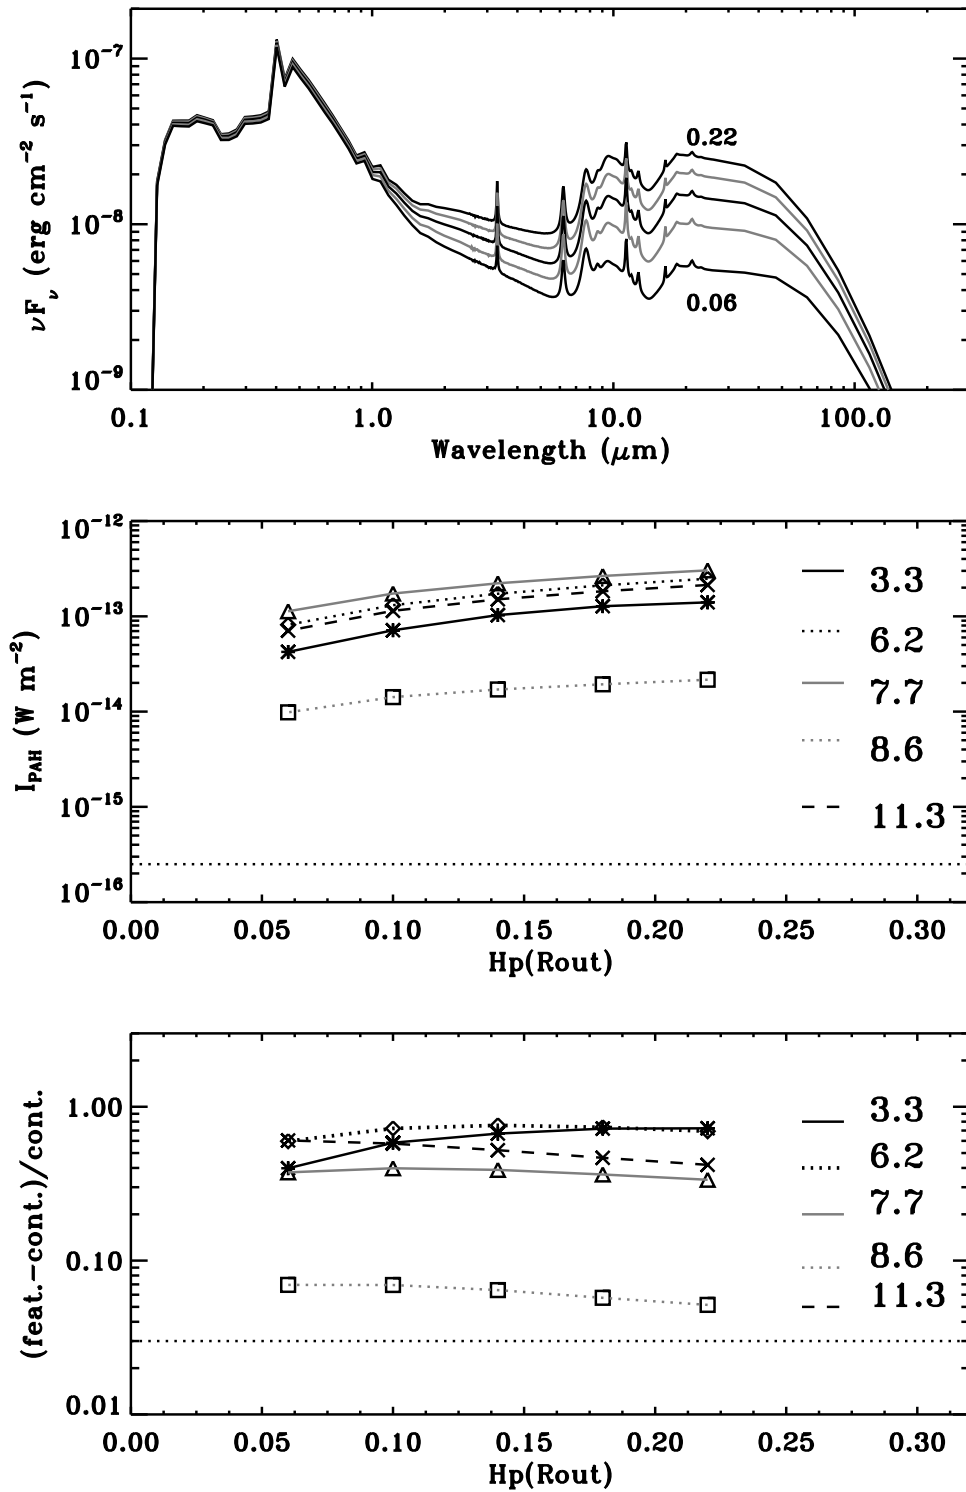 10⁻⁷
10⁻⁸
10⁻⁹
νFν (erg cm⁻² s⁻¹)
0.22
0.06
0.1 1.0 10.0 100.0
Wavelength (μm)
10⁻¹²
10⁻¹³
10⁻¹⁴
10⁻¹⁵
10⁻¹⁶
I_PAH (W m⁻²)
3.3
6.2
7.7
8.6
11.3
0.00 0.05 0.10 0.15 0.20 0.25 0.30
Hp(Rout)
1.00
0.10
0.01
(feat.−cont.)/cont.
3.3
6.2
7.7
8.6
11.3
0.00 0.05 0.10 0.15 0.20 0.25 0.30
Hp(Rout)